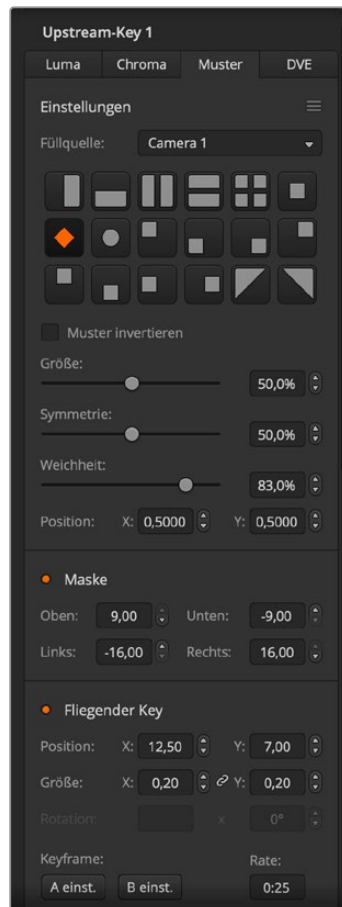 Upstream-Key 1
Luma Chroma Muster DVE
Einstellungen
Füllquelle: Camera 1
Muster invertieren
Größe:
50,0%
Symmetrie:
50,0%
Weichheit:
83,0%
Position: X: 0,5000 Y: 0,5000
Maske
Oben: 9,00 Unten: -9,00
Links: -16,00 Rechts: 16,00
Fliegender Key
Position: X: 12,50 Y: 7,00
Größe: X: 0,20 Y: 0,20
Rotation: x 0°
Keyframe: Rate:
A einst. B einst. 0:25